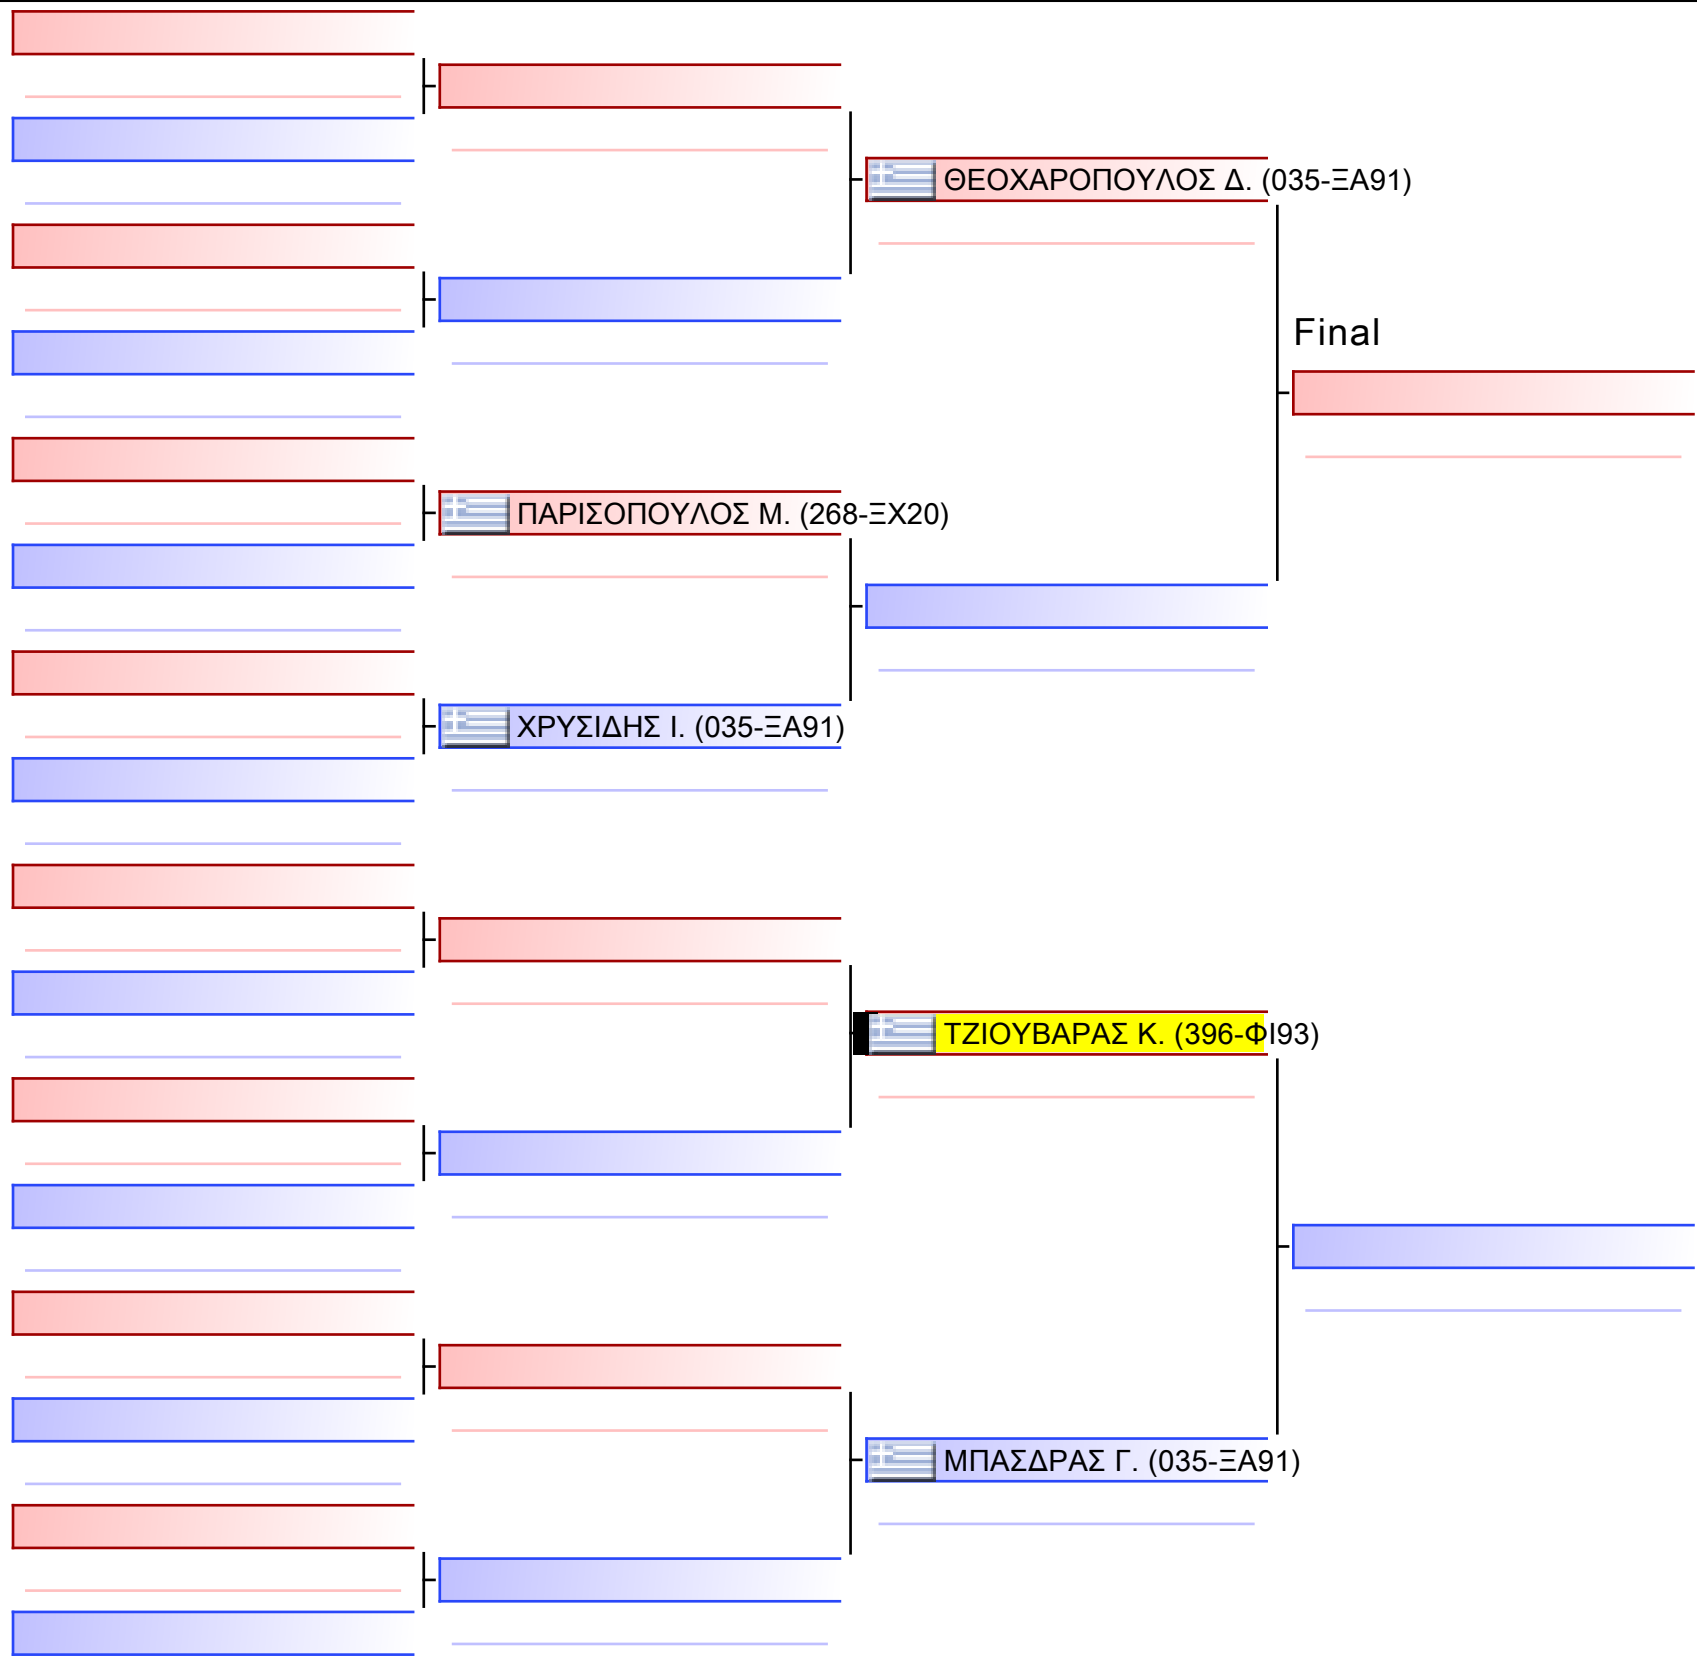 ΘΕΟΧΑΡΟΠΟΥΛΟΣ Δ. (035-ΞΑ91)
Final
ΠΑΡΙΣΟΠΟΥΛΟΣ Μ. (268-ΞΧ20)
ΧΡΥΣΙΔΗΣ Ι. (035-ΞΑ91)
ΤΖΙΟΥΒΑΡΑΣ Κ. (396-ΦΙ93)
ΜΠΑΣΔΡΑΣ Γ. (035-ΞΑ91)